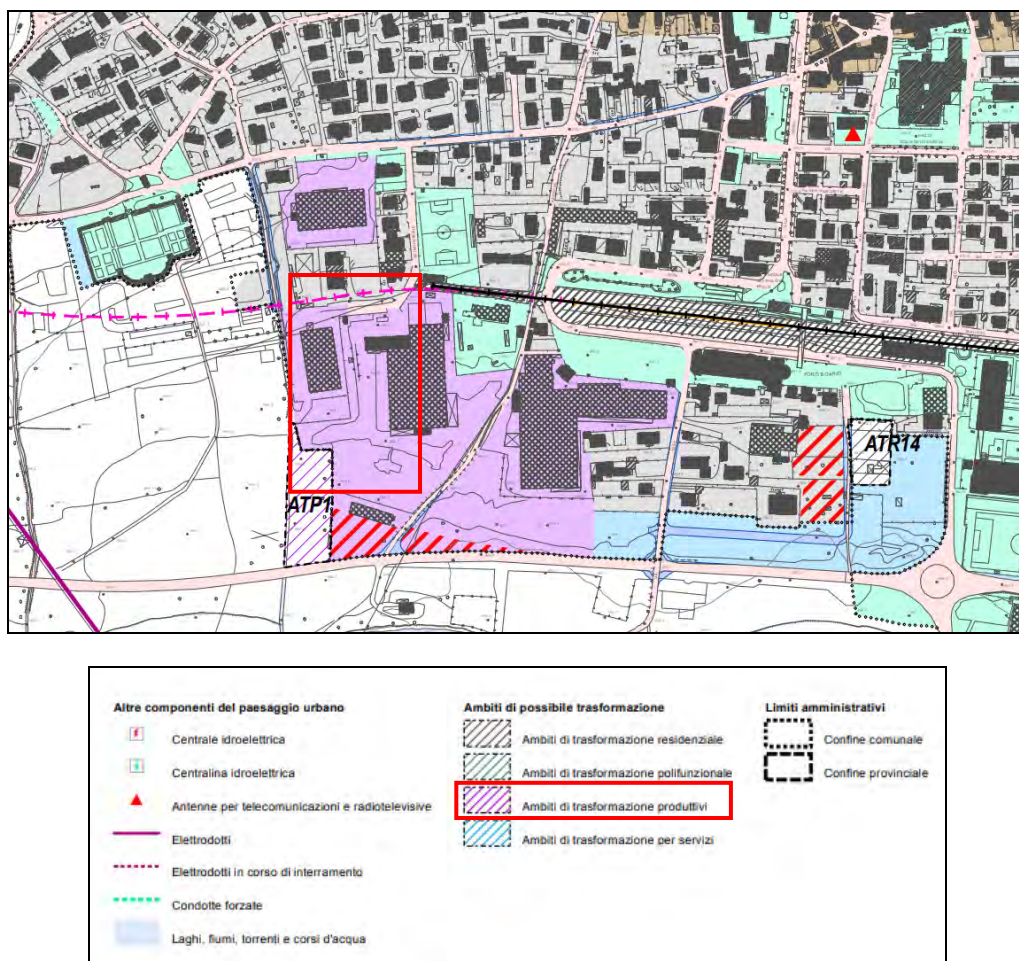 ATR14
ATP1
Altre componenti del paesaggio urbano
Centrale idroelettrica
Centralina idroelettrica
Antenne per telecomunicazioni e radiotelevisive
Elettrodotti
Elettrodotti in corso di interramento
Condotte forzate
Laghi, fiumi, torrenti e corsi d'acqua
Ambiti di possibile trasformazione
Ambiti di trasformazione residenziale
Ambiti di trasformazione polifunzionale
Ambiti di trasformazione produttivi
Ambiti di trasformazione per servizi
Limiti amministrativi
Confine comunale
Confine provinciale